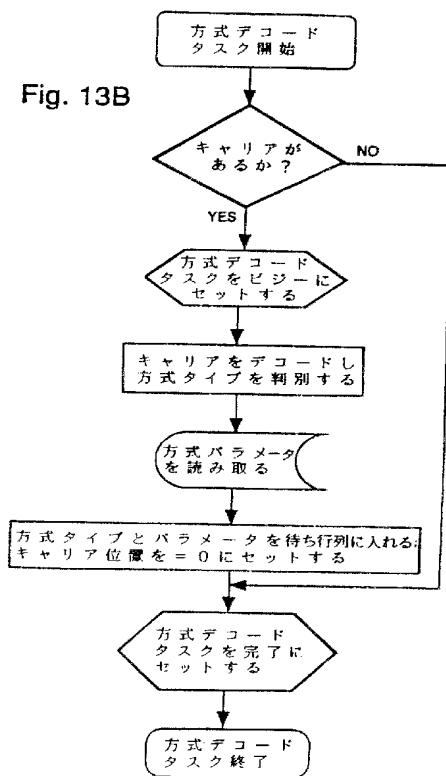 方式デコード
タスク開始
Fig. 13B
キャリアが
あるか？
NO
YES
方式デコード
タスクをビジーに
セットする
キャリアをデコードし
方式タイプを判別する
方式パラメータ
を読み取る
方式タイプとパラメータを待ち行列に入れる;
キャリア位置を=0にセットする
方式デコード
タスクを完了に
セットする
方式デコード
タスク終了